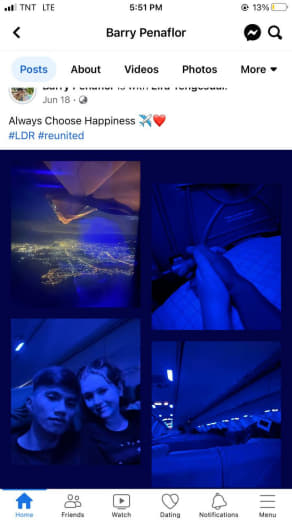 TNT LTE 5:51 PM 13%
Barry Penaflor
Posts About Videos Photos More
Barry Penaflor is with
Jun 18 ·
Always Choose Happiness ✈️❤️
#LDR #reunited
Home Friends Watch Dating Notifications Menu